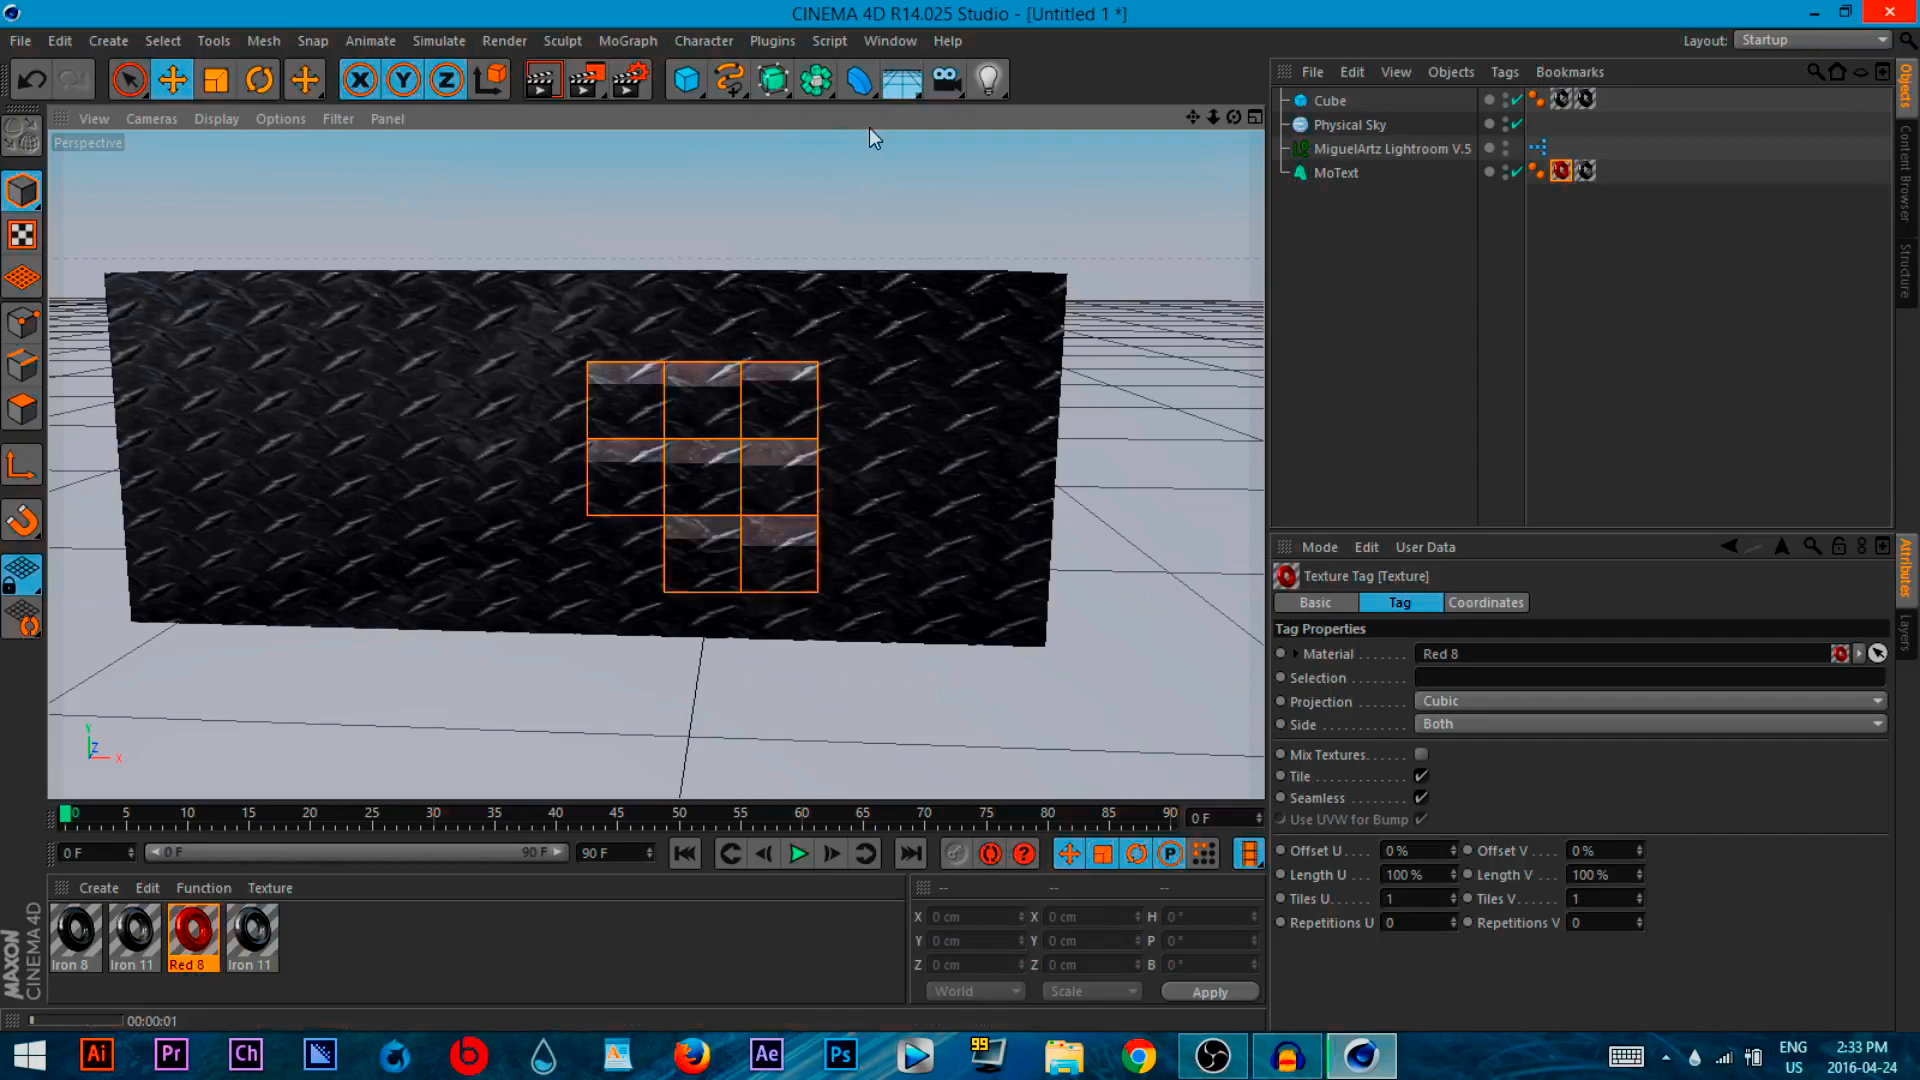 CINEMA 4D R14.025 Studio - [Untitled 1 *]
File Edit Create Select Tools Mesh Snap Animate Simulate Render Sculpt MoGraph Character Plugins Script Window Help
Layout: Startup
X Y Z
View Cameras Display Options Filter Panel
Perspective
File Edit View Objects Tags Bookmarks
Cube
Physical Sky
MiguelArtz Lightroom V.5
MoText
Objects
Content Browser
Structure
Mode Edit User Data
Texture Tag [Texture]
Basic Tag Coordinates
Tag Properties
Material . . . . . . . Red 8
Selection . . . . . . . .
Projection . . . . . . . Cubic
Side . . . . . . . . . . . . Both
Mix Textures. . . . . .
Tile . . . . . . . . . . . . .
Seamless . . . . . . . .
Use UVW for Bump
Offset U . . . . 0 % Offset V . . . . 0 %
Length U . . . 100 % Length V . . . 100 %
Tiles U. . . . . . 1 Tiles V. . . . . 1
Repetitions U 0 Repetitions V 0
Attributes
Layers
Y
Z
X
0 5 10 15 20 25 30 35 40 45 50 55 60 65 70 75 80 85 90 0 F
0 F 0 F 90 F 90 F
P
Create Edit Function Texture
Iron 8 Iron 11 Red 8 Iron 11
-- -- --
X 0 cm X 0 cm H 0 °
Y 0 cm Y 0 cm P 0 °
Z 0 cm Z 0 cm B 0 °
World Scale Apply
MAXON
CINEMA 4D
00:00:01
Ai Pr Ch Ae Ps
99
ENG
US
2:33 PM
2016-04-24